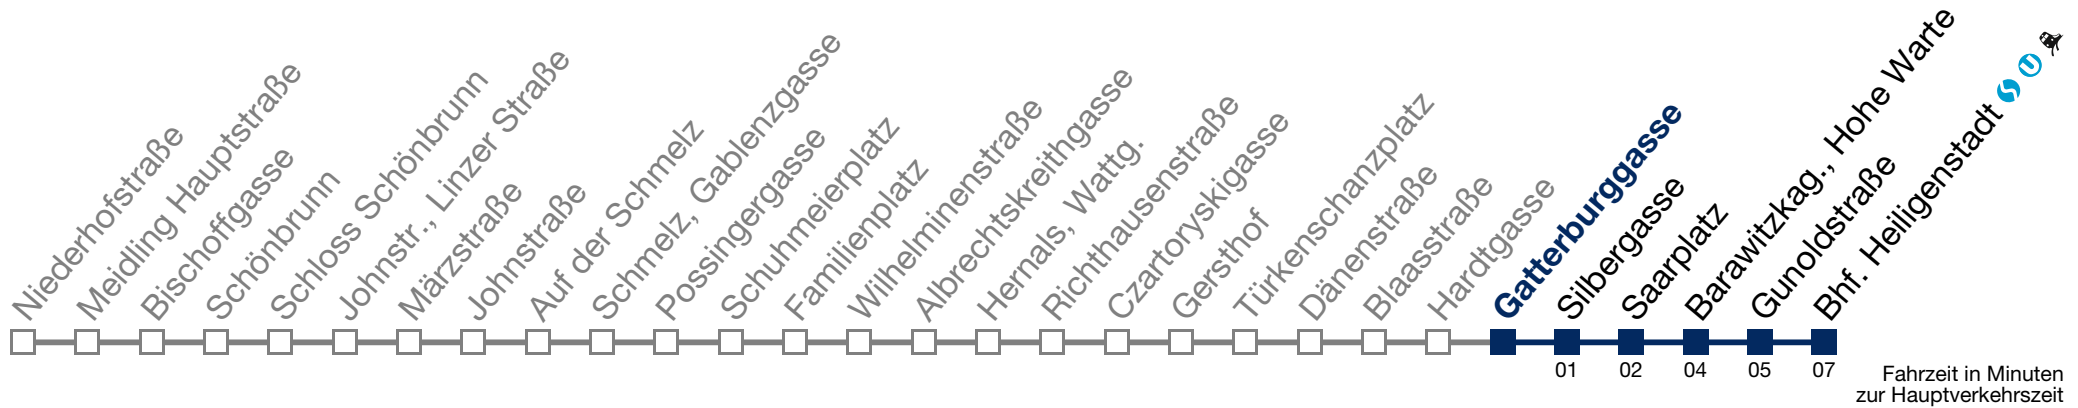 Niederhofstraße
Meidling Hauptstraße
Bischoffgasse
Schönbrunn
Schloss Schönbrunn
Johnstr., Linzer Straße
Märzstraße
Johnstraße
Auf der Schmelz
Schmelz, Gablenzgasse
Possingergasse
Schuhmeierplatz
Familienplatz
Wilhelminenstraße
Albrechtskreithgasse
Hernals, Wattg.
Richthausenstraße
Czartoryskigasse
Gersthof
Türkenschanzplatz
Dänenstraße
Blaasstraße
Hardtgasse
Gatterburggasse
Silbergasse
Saarplatz
Barawitzkag., Hohe Warte
Gunoldstraße
Bhf. Heiligenstadt S U
01 02 04 05 07
Fahrzeit in Minuten
zur Hauptverkehrszeit